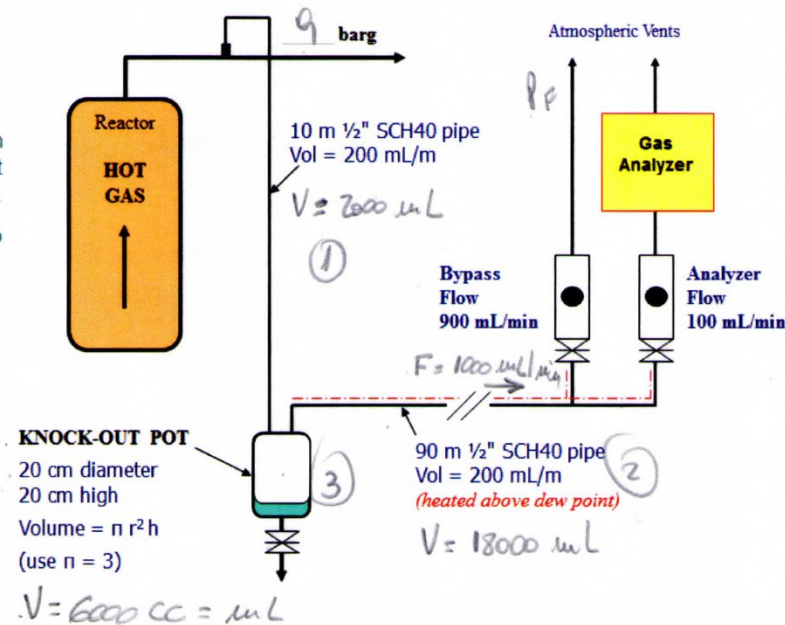 9 barg
Atmospheric Vents
PF
Reactor
HOT
GAS
10 m ½" SCH40 pipe
Vol = 200 mL/m
V = 2000 mL
1
Gas
Analyzer
Bypass
Flow
900 mL/min
Analyzer
Flow
100 mL/min
F = 1000 mL/min
KNOCK-OUT POT
20 cm diameter
20 cm high
Volume = π r² h
(use π = 3)
V = 6000 CC = mL
3
90 m ½" SCH40 pipe
Vol = 200 mL/m
(heated above dew point)
2
V = 18000 mL